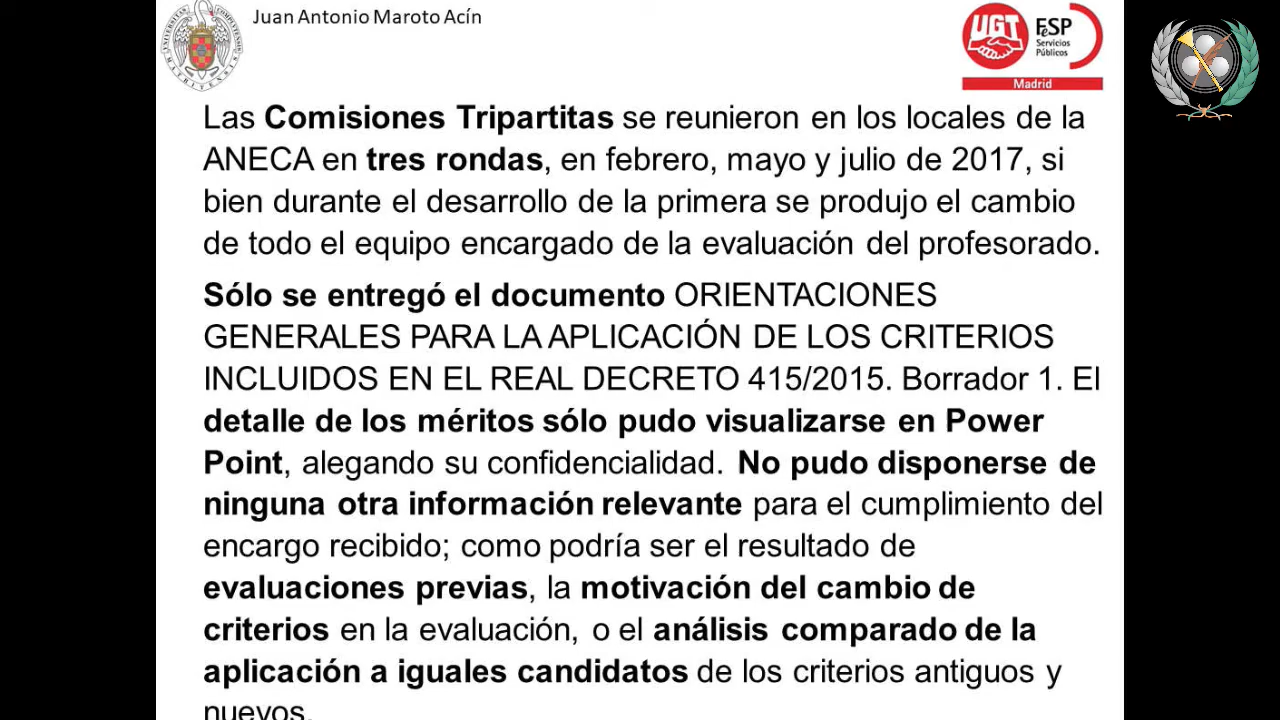 Juan Antonio Maroto Acín
UGT
FeSP
Servicios
Públicos
Madrid
Las Comisiones Tripartitas se reunieron en los locales de la
ANECA en tres rondas, en febrero, mayo y julio de 2017, si
bien durante el desarrollo de la primera se produjo el cambio
de todo el equipo encargado de la evaluación del profesorado.
Sólo se entregó el documento ORIENTACIONES
GENERALES PARA LA APLICACIÓN DE LOS CRITERIOS
INCLUIDOS EN EL REAL DECRETO 415/2015. Borrador 1. El
detalle de los méritos sólo pudo visualizarse en Power
Point, alegando su confidencialidad. No pudo disponerse de
ninguna otra información relevante para el cumplimiento del
encargo recibido; como podría ser el resultado de
evaluaciones previas, la motivación del cambio de
criterios en la evaluación, o el análisis comparado de la
aplicación a iguales candidatos de los criterios antiguos y
nuevos.